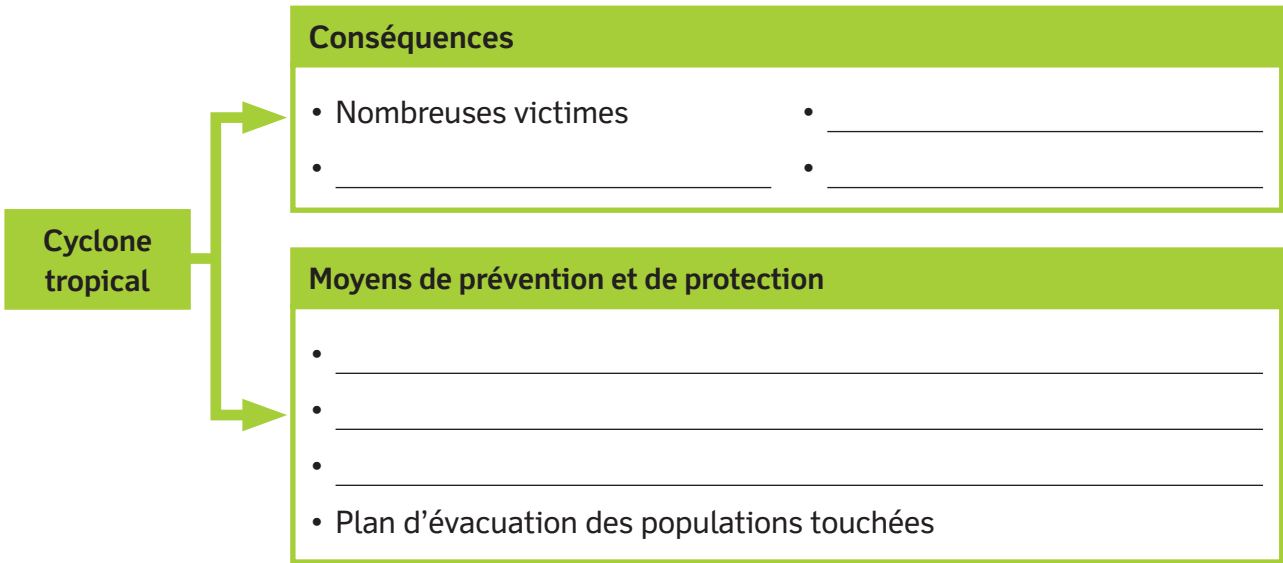 Conséquences
• Nombreuses victimes •
• •
Cyclone
tropical
Moyens de prévention et de protection
•
•
•
• Plan d'évacuation des populations touchées